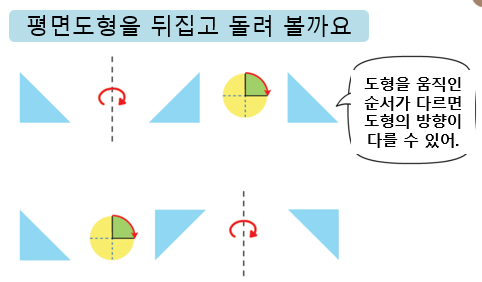 평면도형을 뒤집고 돌려 볼까요
도형을 움직인
순서가 다르면
도형의 방향이
다를 수 있어.